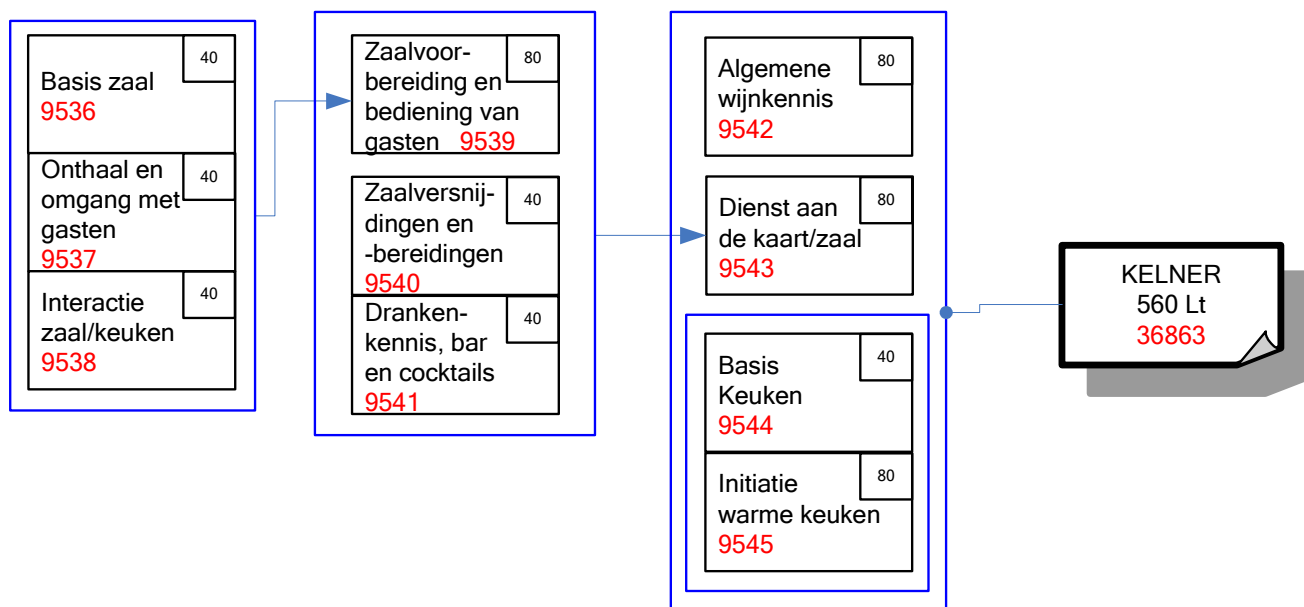 40
Basis zaal
9536
40
Onthaal en
omgang met
gasten
9537
40
Interactie
zaal/keuken
9538
80
Zaalvoor-
bereiding en
bediening van
gasten 9539
40
Zaalversnij-
dingen en
-bereidingen
9540
40
Dranken-
kennis, bar
en cocktails
9541
80
Algemene
wijnkennis
9542
80
Dienst aan
de kaart/zaal
9543
40
Basis
Keuken
9544
80
Initiatie
warme keuken
9545
KELNER
560 Lt
36863